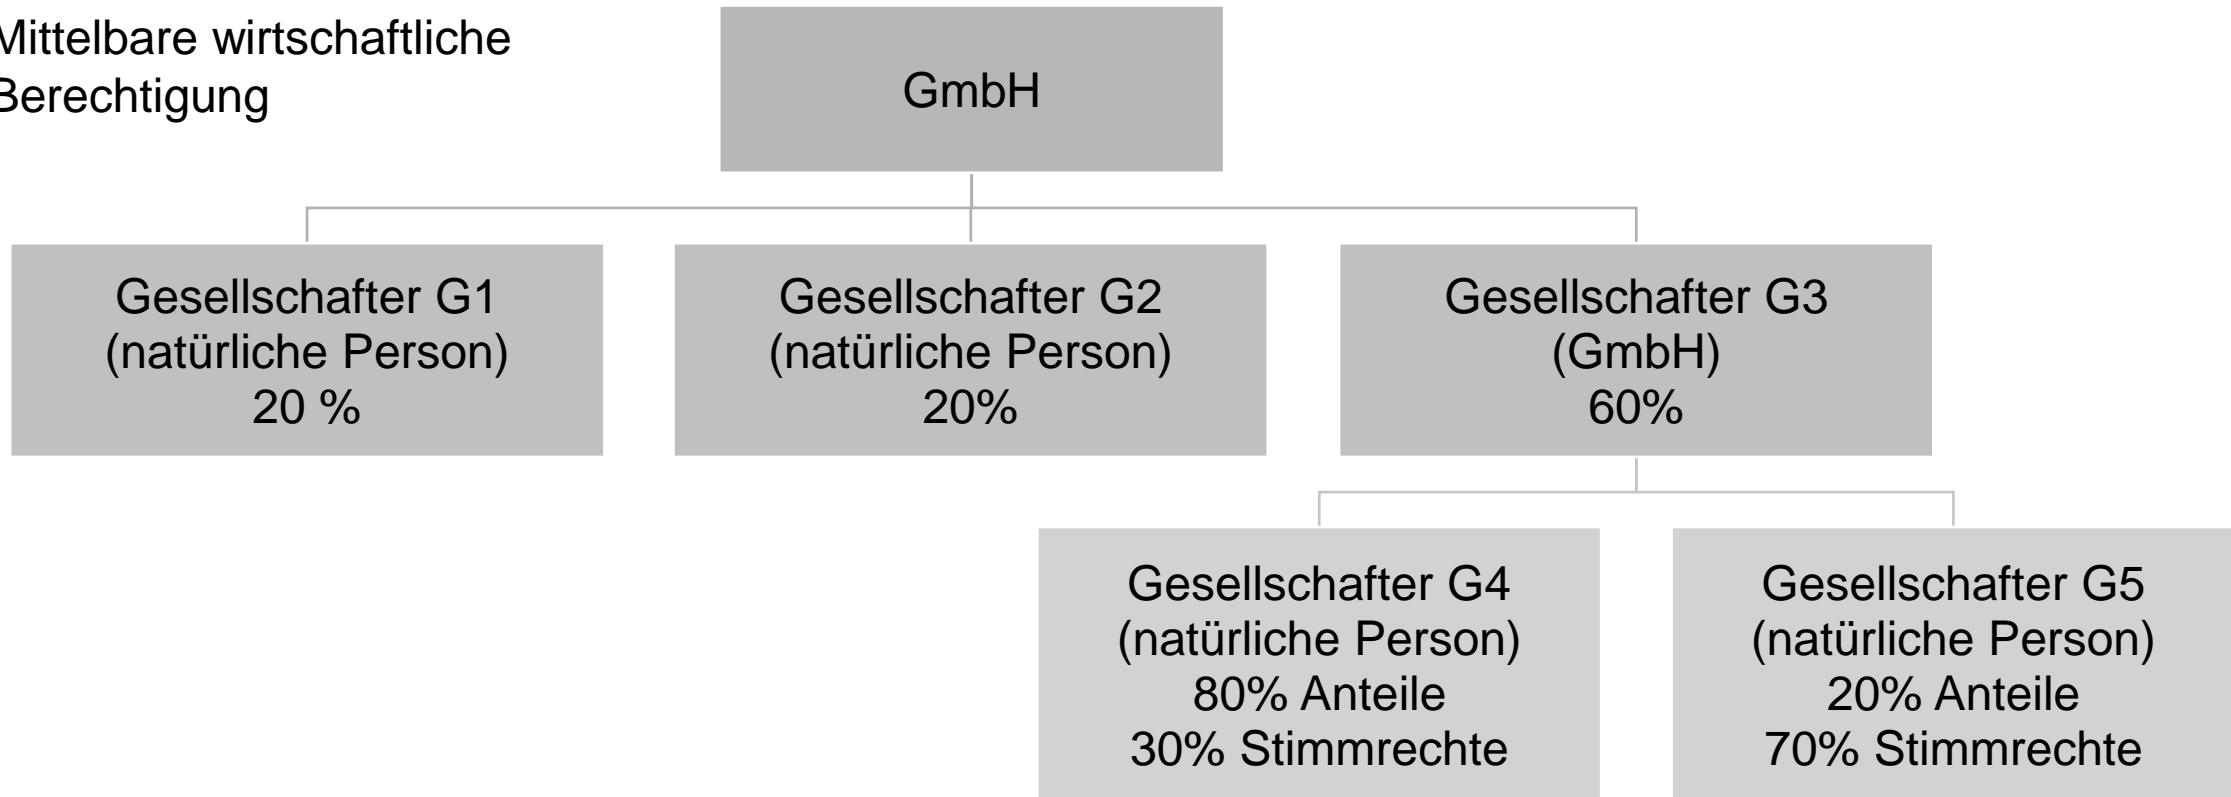 Mittelbare wirtschaftliche
Berechtigung
GmbH
Gesellschafter G1
(natürliche Person)
20 %
Gesellschafter G2
(natürliche Person)
20%
Gesellschafter G3
(GmbH)
60%
Gesellschafter G4
(natürliche Person)
80% Anteile
30% Stimmrechte
Gesellschafter G5
(natürliche Person)
20% Anteile
70% Stimmrechte